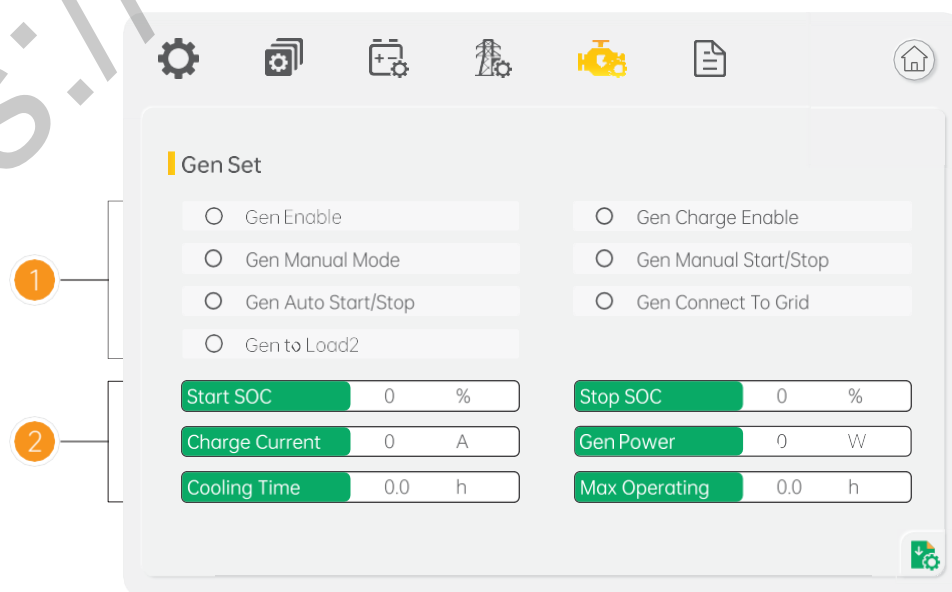 Gen Set
Gen Enable
Gen Charge Enable
Gen Manual Mode
Gen Manual Start/Stop
Gen Auto Start/Stop
Gen Connect To Grid
Gen to Load2
1
Start SOC 0 %
Stop SOC 0 %
Charge Current 0 A
Gen Power 0 W
2
Cooling Time 0.0 h
Max Operating 0.0 h